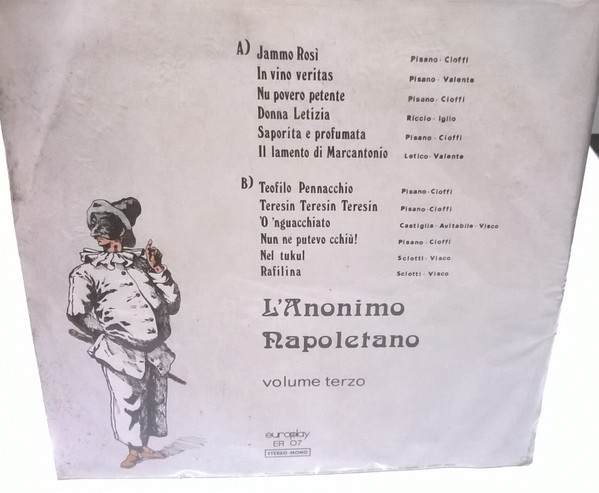 A) Jammo Rosì Pisano - Cioffi
In vino veritas Pisano - Valente
Nu povero petente Pisano - Cioffi
Donna Letizia Riccio - Iglio
Saporita e profumata Pisano - Cioffi
Il lamento di Marcantonio Letico - Valente
B) Teofilo Pennacchio Pisano - Cioffi
Teresin Teresin Teresin Pisano - Cioffi
'O 'nguacchiato Castiglia - Avitabile - Visco
Nun ne putevo cchiù! Pisano - Cioffi
Nel tukul Sciotti - Visco
Rafilina Sciotti - Visco
L'Anonimo
Napoletano
volume terzo
europlay
ER 07
STEREO-MONO